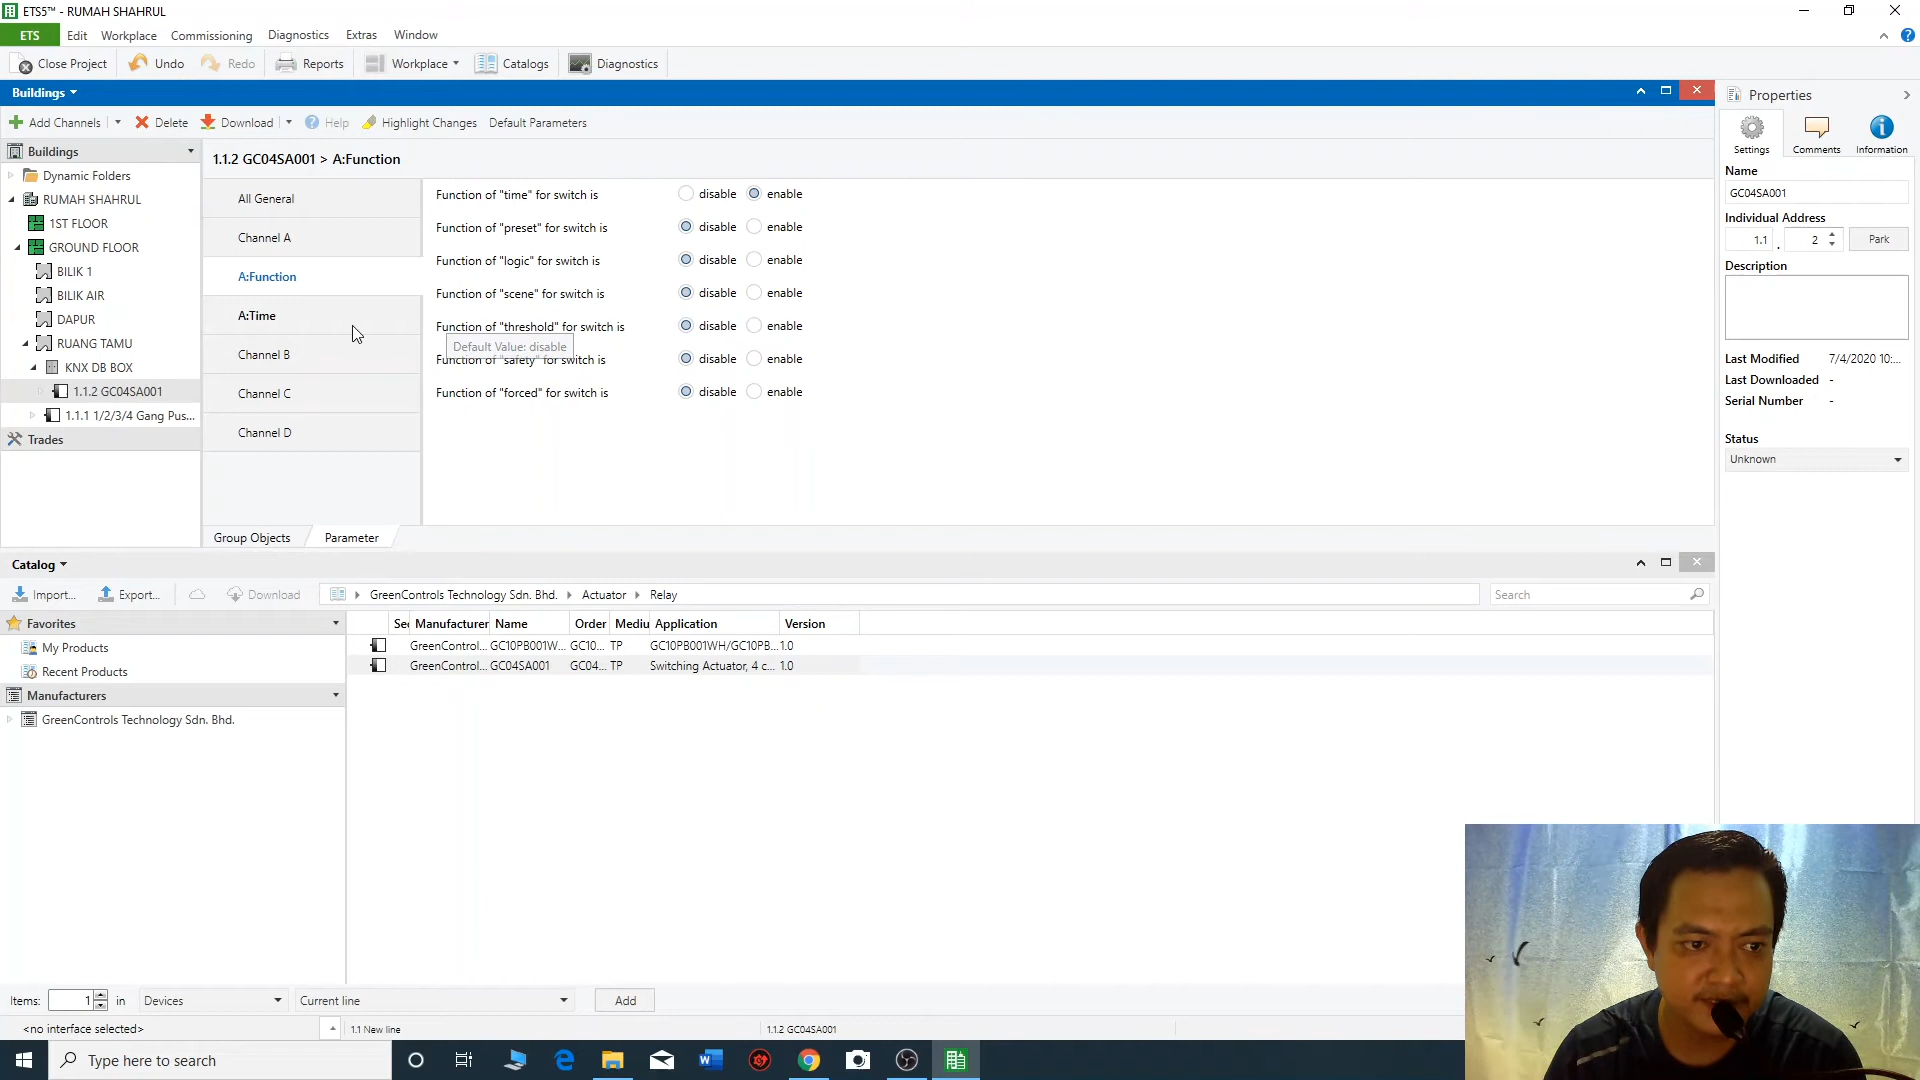 ETS5™ - RUMAH SHAHRUL
ETS Edit Workplace Commissioning Diagnostics Extras Window
Close Project Undo Redo Reports Workplace Catalogs Diagnostics
Buildings
Add Channels Delete Download Help Highlight Changes Default Parameters
Buildings
Dynamic Folders
RUMAH SHAHRUL
1ST FLOOR
GROUND FLOOR
BILIK 1
BILIK AIR
DAPUR
RUANG TAMU
KNX DB BOX
1.1.2 GC04SA001
1.1.1 1/2/3/4 Gang Pus...
Trades
1.1.2 GC04SA001 > A:Function
All General
Channel A
A:Function
A:Time
Channel B
Channel C
Channel D
Function of "time" for switch is disable enable
Function of "preset" for switch is disable enable
Function of "logic" for switch is disable enable
Function of "scene" for switch is disable enable
Function of "threshold" for switch is disable enable
Default Value: disable
Function of "safety" for switch is disable enable
Function of "forced" for switch is disable enable
Group Objects Parameter
Properties
Settings Comments Information
Name
GC04SA001
Individual Address
1.1 . 2 Park
Description
Last Modified 7/4/2020 10:...
Last Downloaded -
Serial Number -
Status
Unknown
Catalog
Import... Export... Download GreenControls Technology Sdn. Bhd. Actuator Relay Search
Favorites
My Products
Recent Products
Manufacturers
GreenControls Technology Sdn. Bhd.
Sec Manufacturer Name Order Mediu Application Version
GreenControl... GC10PB001W... GC10... TP GC10PB001WH/GC10PB... 1.0
GreenControl... GC04SA001 GC04... TP Switching Actuator, 4 c... 1.0
Items: 1 in Devices Current line Add
<no interface selected> 1.1 New line 1.1.2 GC04SA001
Type here to search